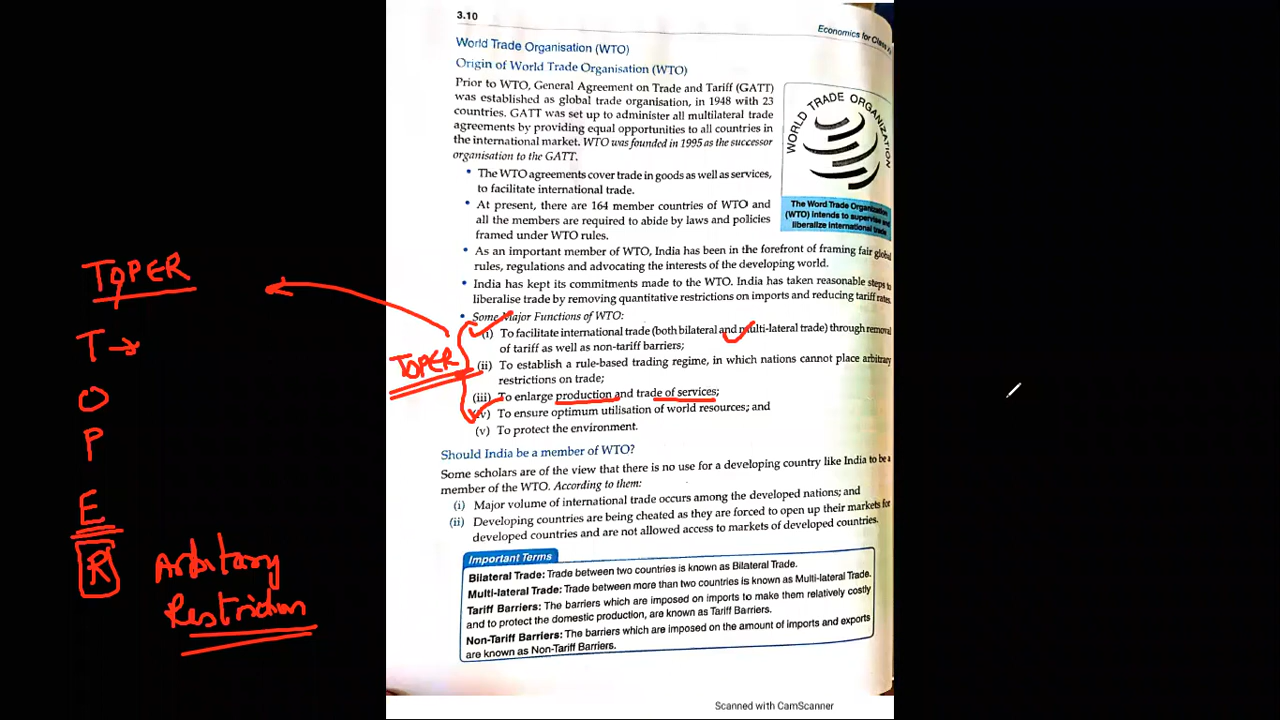 3.10
Economics for Class
World Trade Organisation (WTO)
Origin of World Trade Organisation (WTO)
Prior to WTO, General Agreement on Trade and Tariff (GATT)
was established as global trade organisation, in 1948 with 23
countries. GATT was set up to administer all multilateral trade
agreements by providing equal opportunities to all countries in
the international market. WTO was founded in 1995 as the successor
organisation to the GATT.
WORLD TRADE ORGANIZATION
The Word Trade Organization
(WTO) intends to supervise and
liberalize international trade
• The WTO agreements cover trade in goods as well as services,
to facilitate international trade.
• At present, there are 164 member countries of WTO and
all the members are required to abide by laws and policies
framed under WTO rules.
• As an important member of WTO, India has been in the forefront of framing fair global
rules, regulations and advocating the interests of the developing world.
• India has kept its commitments made to the WTO. India has taken reasonable steps to
liberalise trade by removing quantitative restrictions on imports and reducing tariff rates.
• Some Major Functions of WTO:
(i) To facilitate international trade (both bilateral and multi-lateral trade) through removal
of tariff as well as non-tariff barriers;
(ii) To establish a rule-based trading regime, in which nations cannot place arbitrary
restrictions on trade;
(iii) To enlarge production and trade of services;
(iv) To ensure optimum utilisation of world resources; and
(v) To protect the environment.
Should India be a member of WTO?
Some scholars are of the view that there is no use for a developing country like India to be a
member of the WTO. According to them:
(i) Major volume of international trade occurs among the developed nations; and
(ii) Developing countries are being cheated as they are forced to open up their markets for
developed countries and are not allowed access to markets of developed countries.
Important Terms
Bilateral Trade: Trade between two countries is known as Bilateral Trade.
Multi-lateral Trade: Trade between more than two countries is known as Multi-lateral Trade.
Tariff Barriers: The barriers which are imposed on imports to make them relatively costly
and to protect the domestic production, are known as Tariff Barriers.
Non-Tariff Barriers: The barriers which are imposed on the amount of imports and exports
are known as Non-Tariff Barriers.
Scanned with CamScanner
TOPER
TOPER
T →
O
P
E
R Arbitary
Restriction